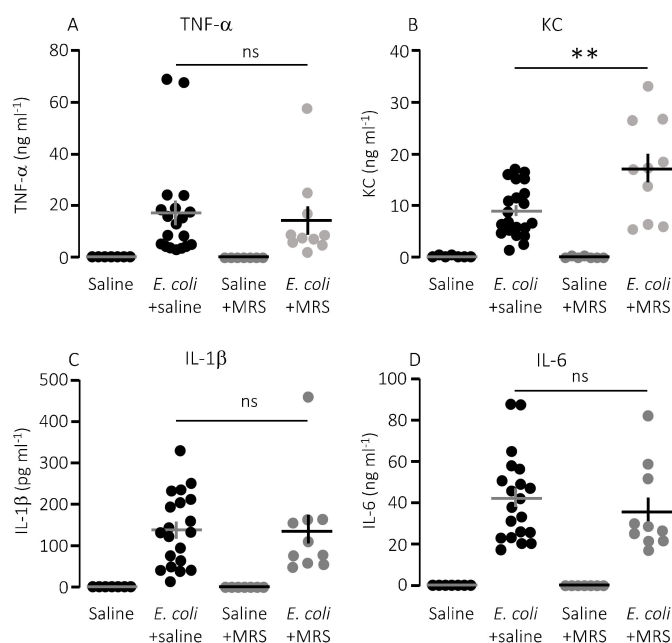 A
TNF-α
TNF-α (ng ml-1)
80
60
40
20
0
ns
Saline
E. coli +saline
Saline +MRS
E. coli +MRS
B
KC
KC (ng ml-1)
40
30
20
10
0
**
Saline
E. coli +saline
Saline +MRS
E. coli +MRS
C
IL-1β
IL-1β (pg ml-1)
500
400
300
200
100
0
ns
Saline
E. coli +saline
Saline +MRS
E. coli +MRS
D
IL-6
IL-6 (ng ml-1)
100
80
60
40
20
0
ns
Saline
E. coli +saline
Saline +MRS
E. coli +MRS